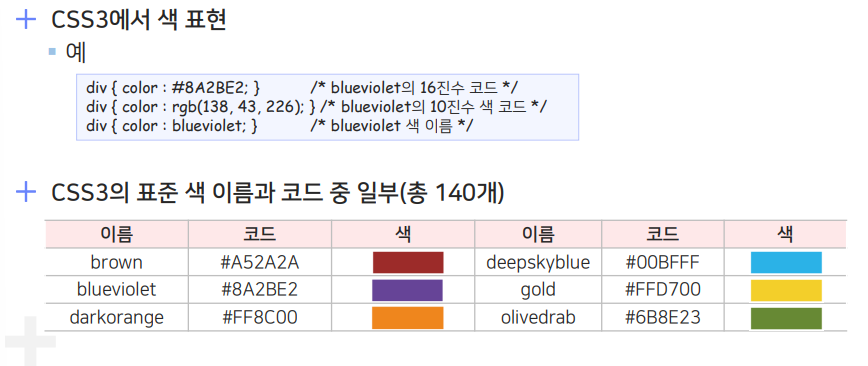 CSS3에서 색 표현
예
div { color : #8A2BE2; } /* blueviolet의 16진수 코드 */
div { color : rgb(138, 43, 226); } /* blueviolet의 10진수 색 코드 */
div { color : blueviolet; } /* blueviolet 색 이름 */
CSS3의 표준 색 이름과 코드 중 일부(총 140개)
이름 코드 색 이름 코드 색
brown #A52A2A deepskyblue #00BFFF
blueviolet #8A2BE2 gold #FFD700
darkorange #FF8C00 olivedrab #6B8E23